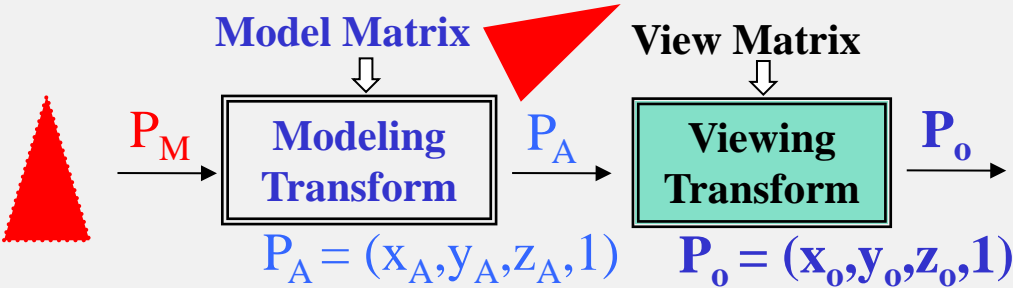 Model Matrix
View Matrix
P_M
Modeling
Transform
P_A
Viewing
Transform
P_o
P_A = (x_A,y_A,z_A,1)
P_o = (x_o,y_o,z_o,1)